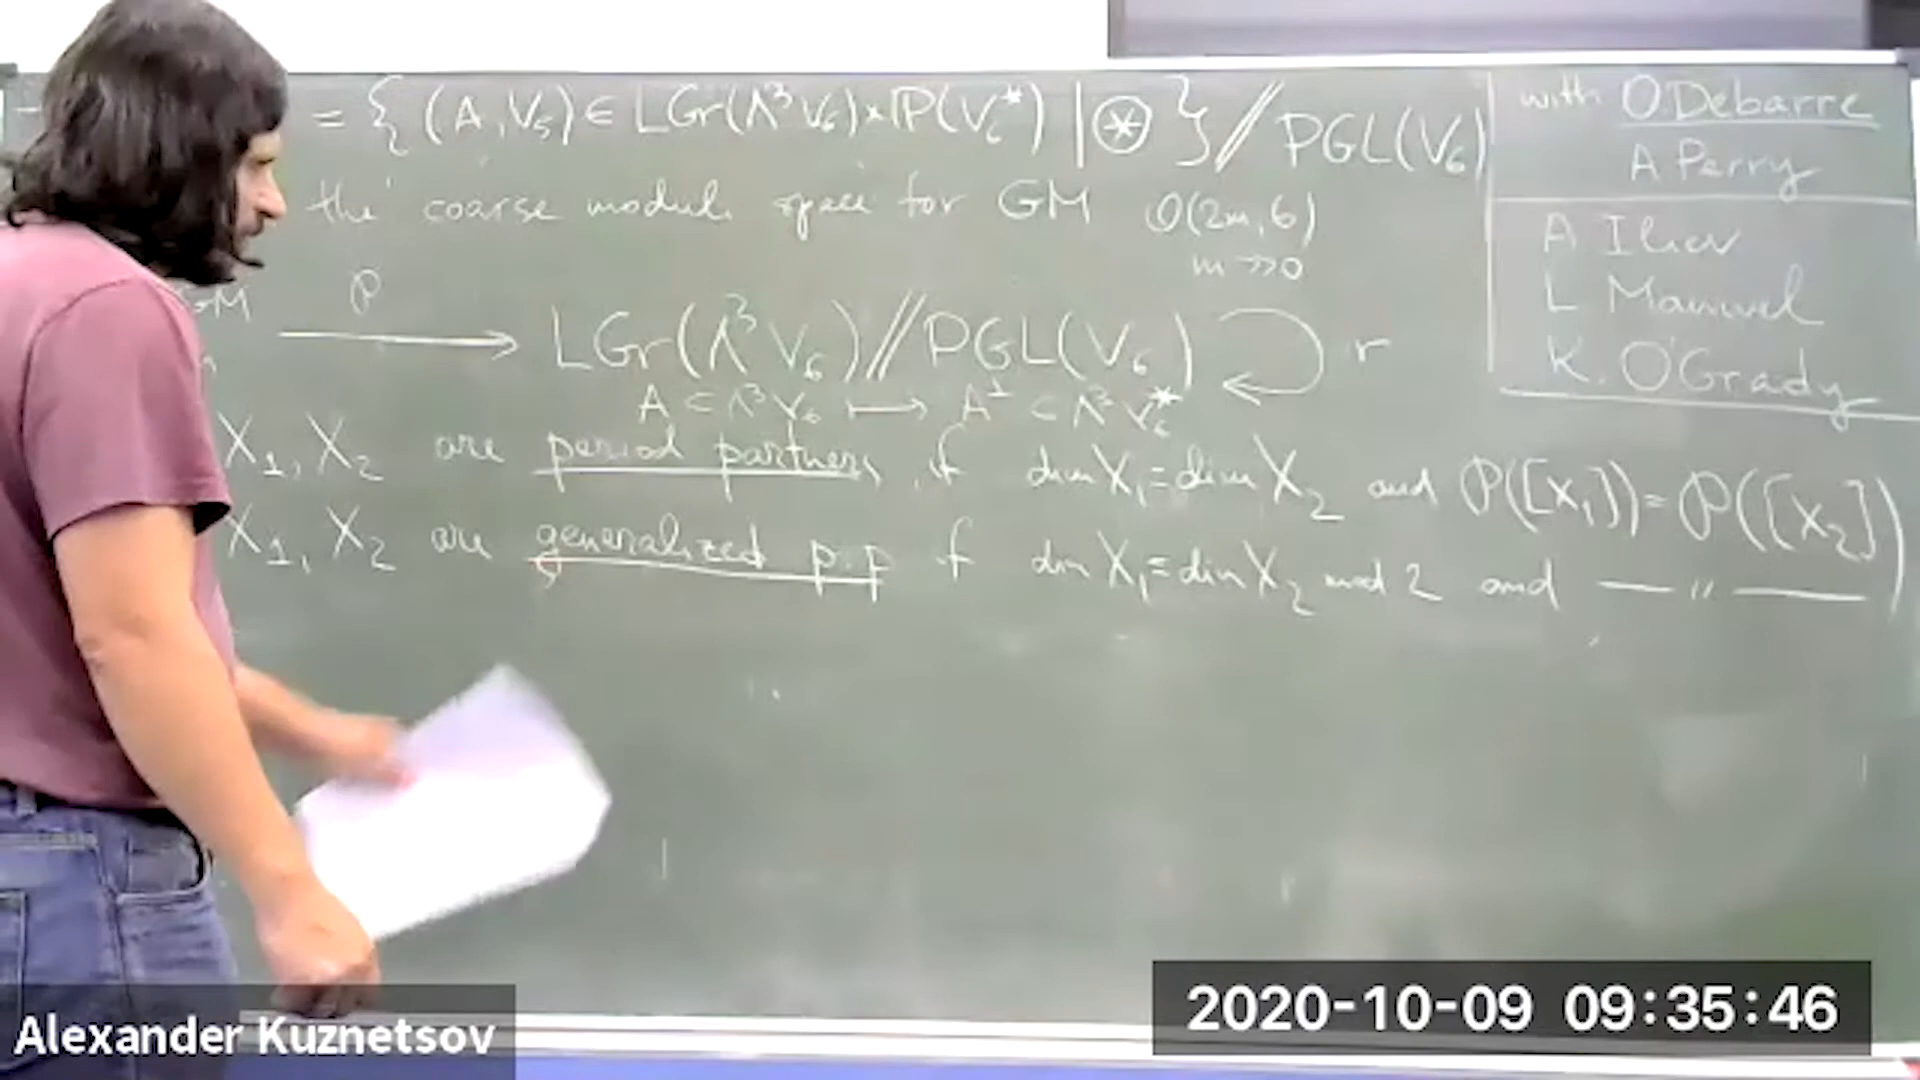 = { (A, V₅) ∈ LGr(Λ³V₆) × P(V₆*) | ⊛ } // PGL(V₆)
the coarse moduli space for GM O(2m, 6)
m >> 0
GM P
⟶ LGr(Λ³V₆) // PGL(V₆) r
n
A ⊂ Λ³V₆ ⟼ A^⊥ ⊂ Λ³V₆*
X₁, X₂ are period partners if dim X₁ = dim X₂ and P([X₁]) = P([X₂])
X₁, X₂ are generalized p.p if dim X₁ = dim X₂ mod 2 and — " —
with O.Debarre
A Perry
A Iliev
L Manivel
K. O'Grady
2020-10-09 09:35:46
Alexander Kuznetsov